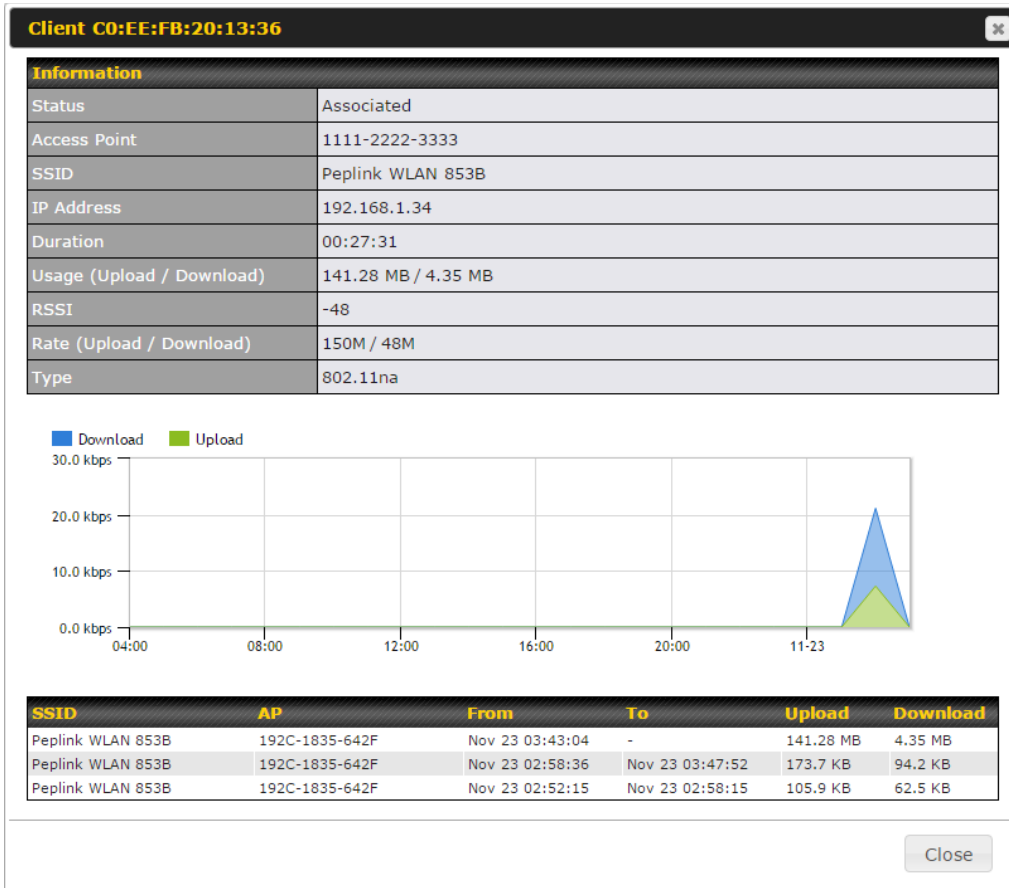 Client C0:EE:FB:20:13:36
Information
Status Associated
Access Point 1111-2222-3333
SSID Peplink WLAN 853B
IP Address 192.168.1.34
Duration 00:27:31
Usage (Upload / Download) 141.28 MB / 4.35 MB
RSSI -48
Rate (Upload / Download) 150M / 48M
Type 802.11na
Download Upload
30.0 kbps
20.0 kbps
10.0 kbps
0.0 kbps
04:00 08:00 12:00 16:00 20:00 11-23
SSID AP From To Upload Download
Peplink WLAN 853B 192C-1835-642F Nov 23 03:43:04 - 141.28 MB 4.35 MB
Peplink WLAN 853B 192C-1835-642F Nov 23 02:58:36 Nov 23 03:47:52 173.7 KB 94.2 KB
Peplink WLAN 853B 192C-1835-642F Nov 23 02:52:15 Nov 23 02:58:15 105.9 KB 62.5 KB
Close